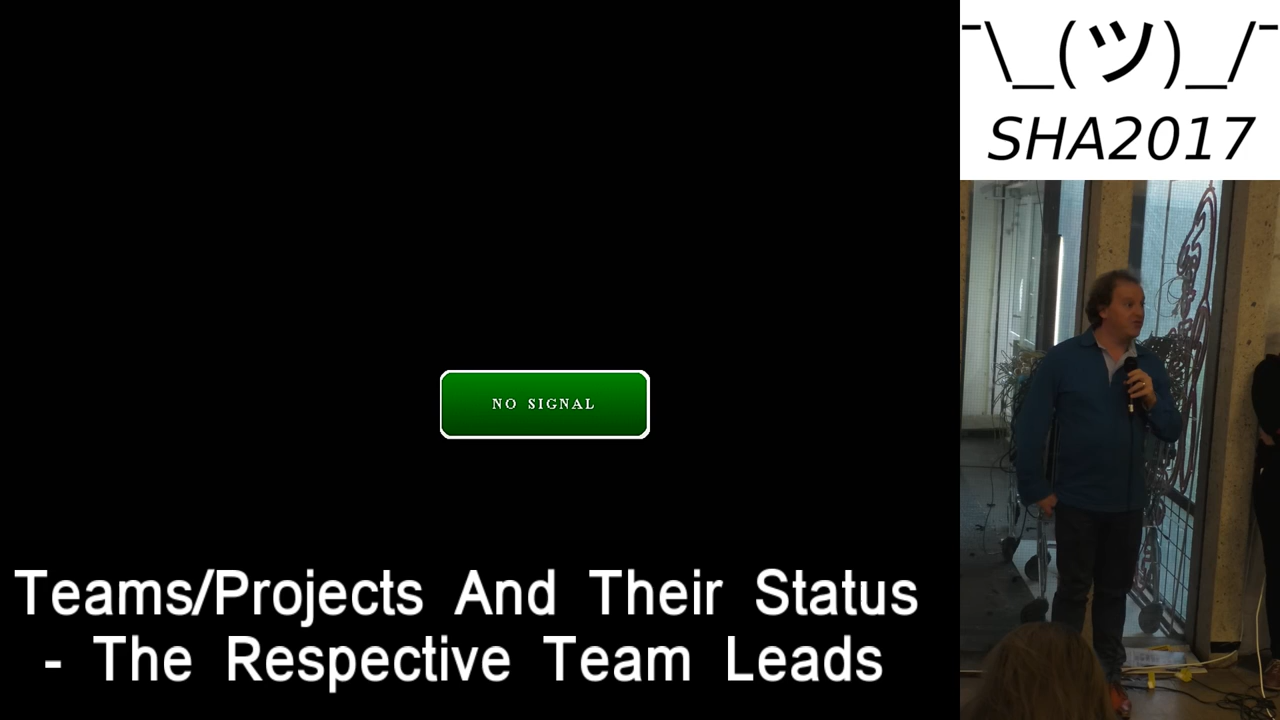 ¯\_(ツ)_/¯
SHA2017
NO SIGNAL
Teams/Projects And Their Status
- The Respective Team Leads